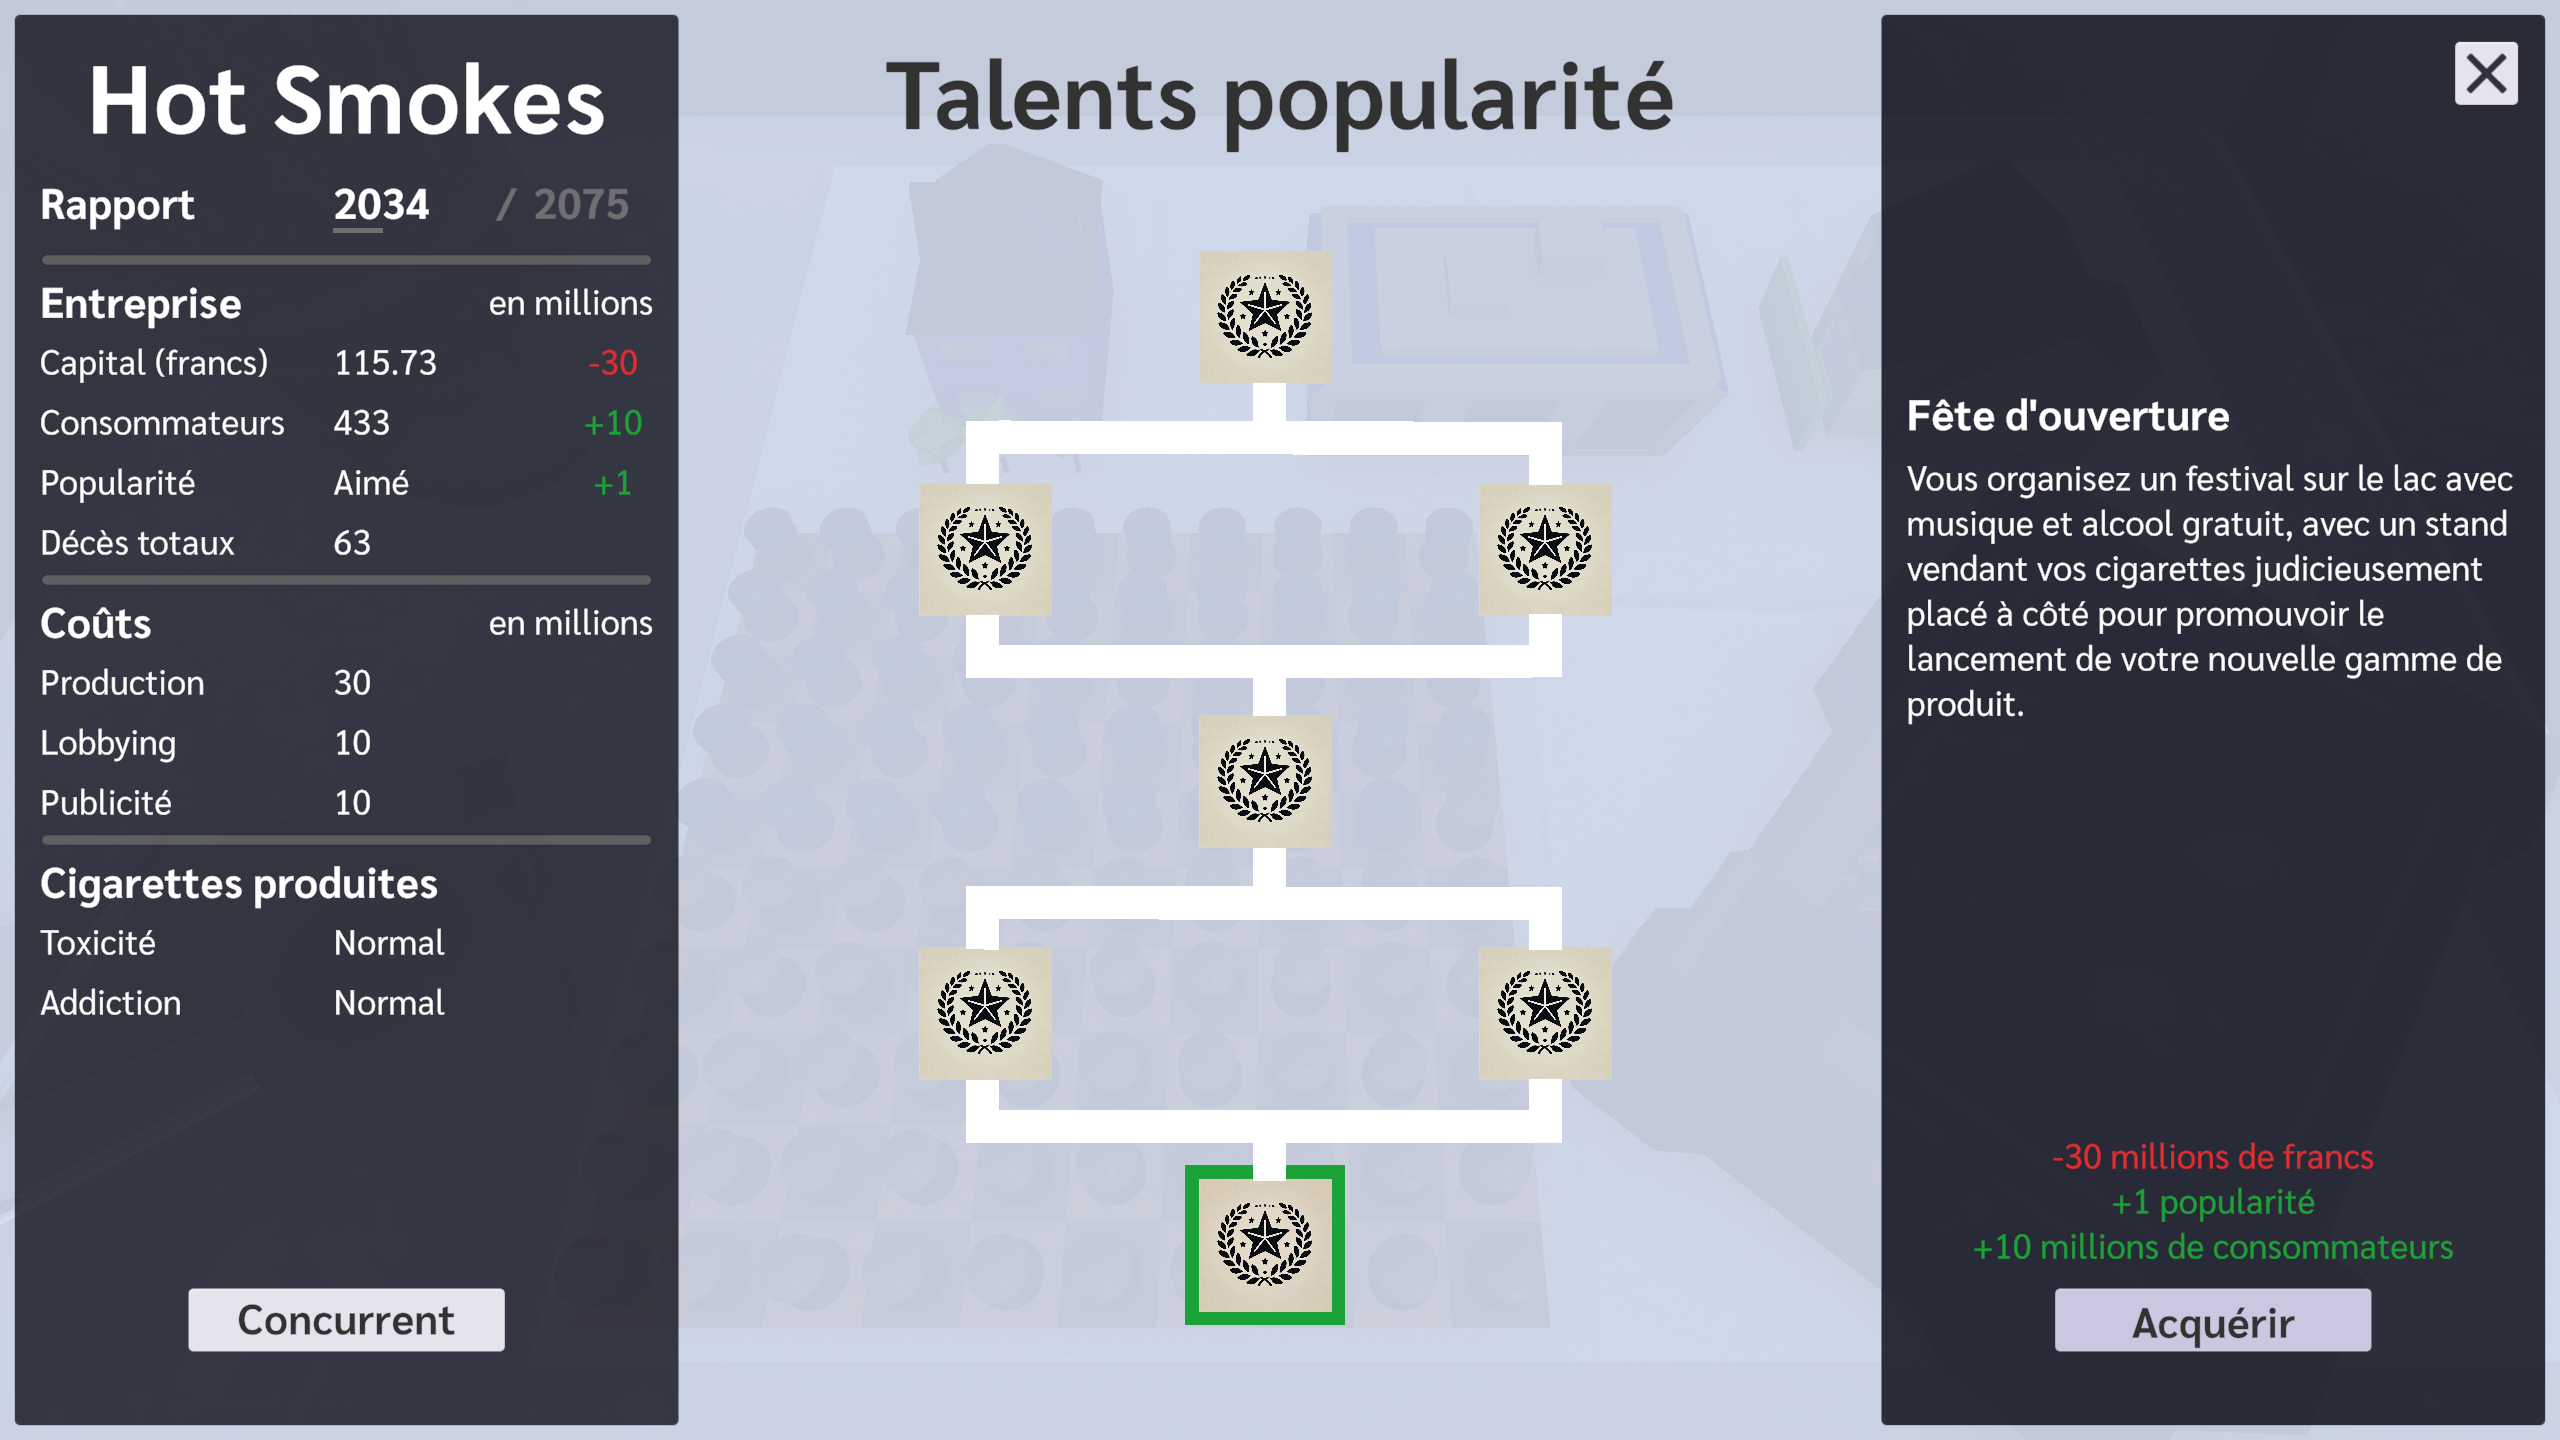 Hot Smokes
Rapport 2034 / 2075
Entreprise en millions
Capital (francs) 115.73 -30
Consommateurs 433 +10
Popularité Aimé +1
Décès totaux 63
Coûts en millions
Production 30
Lobbying 10
Publicité 10
Cigarettes produites
Toxicité Normal
Addiction Normal
Concurrent
Talents popularité
Fête d'ouverture
Vous organisez un festival sur le lac avec
musique et alcool gratuit, avec un stand
vendant vos cigarettes judicieusement
placé à côté pour promouvoir le
lancement de votre nouvelle gamme de
produit.
-30 millions de francs
+1 popularité
+10 millions de consommateurs
Acquérir